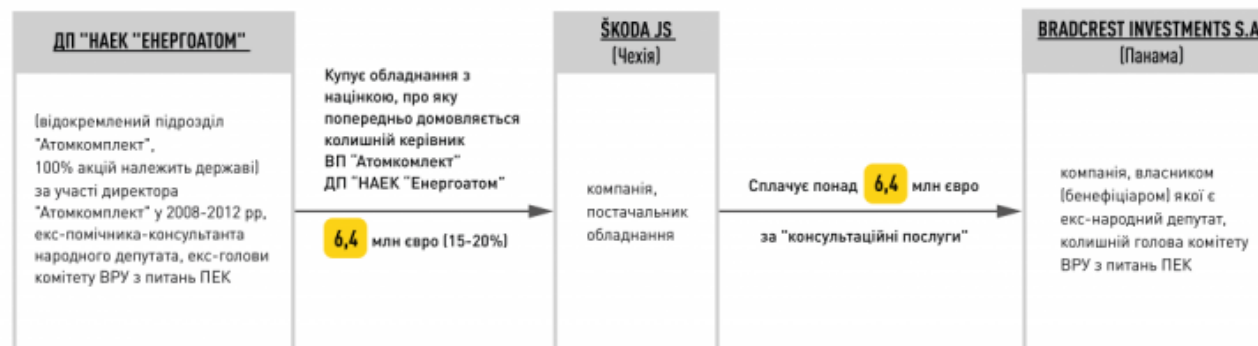 ДП "НАЕК "ЕНЕРГОАТОМ"
(відокремлений підрозділ
"Атомкомплект",
100% акцій належить державі)
за участі директора
"Атомкомплект" у 2008-2012 рр,
екс-помічника-консультанта
народного депутата, екс-голови
комітету ВРУ з питань ПЕК
Купує обладнання з
націнкою, про яку
попередньо домовляється
колишній керівник
ВП "Атомкомлект"
ДП "НАЕК "Енергоатом"
6,4 млн євро (15-20%)
ŠKODA JS
(Чехія)
компанія,
постачальник
обладнання
Сплачує понад 6,4 млн євро
за "консультаційні послуги"
BRADCREST INVESTMENTS S.A
(Панама)
компанія, власником
(бенефіціаром) якої є
екс-народний депутат,
колишній голова комітету
ВРУ з питань ПЕК